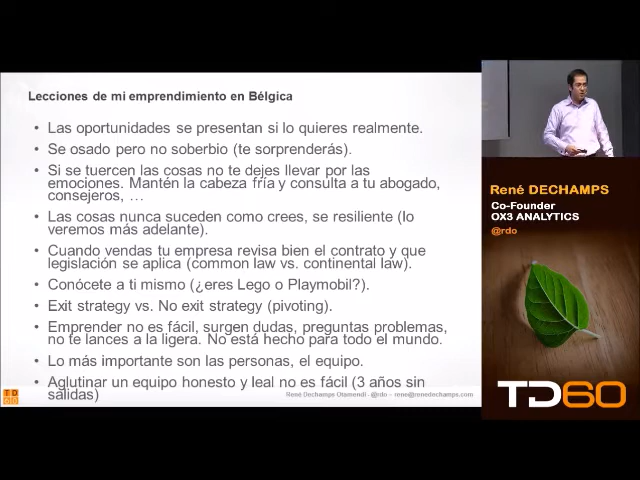 Lecciones de mi emprendimiento en Bélgica
• Las oportunidades se presentan si lo quieres realmente.
• Se osado pero no soberbio (te sorprenderás).
• Si se tuercen las cosas no te dejes llevar por las
emociones. Mantén la cabeza fría y consulta a tu abogado,
consejeros, …
• Las cosas nunca suceden como crees, se resiliente (lo
veremos más adelante).
• Cuando vendas tu empresa revisa bien el contrato y que
legislación se aplica (common law vs. continental law).
• Conócete a ti mismo (¿eres Lego o Playmobil?).
• Exit strategy vs. No exit strategy (pivoting).
• Emprender no es fácil, surgen dudas, preguntas problemas,
no te lances a la ligera. No está hecho para todo el mundo.
• Lo más importante son las personas, el equipo.
• Aglutinar un equipo honesto y leal no es fácil (3 años sin
salidas)
René Dechamps Otamendi - @rdo – rene@renedechamps.com
TD
René DECHAMPS
Co-Founder
OX3 ANALYTICS
@rdo
TD60